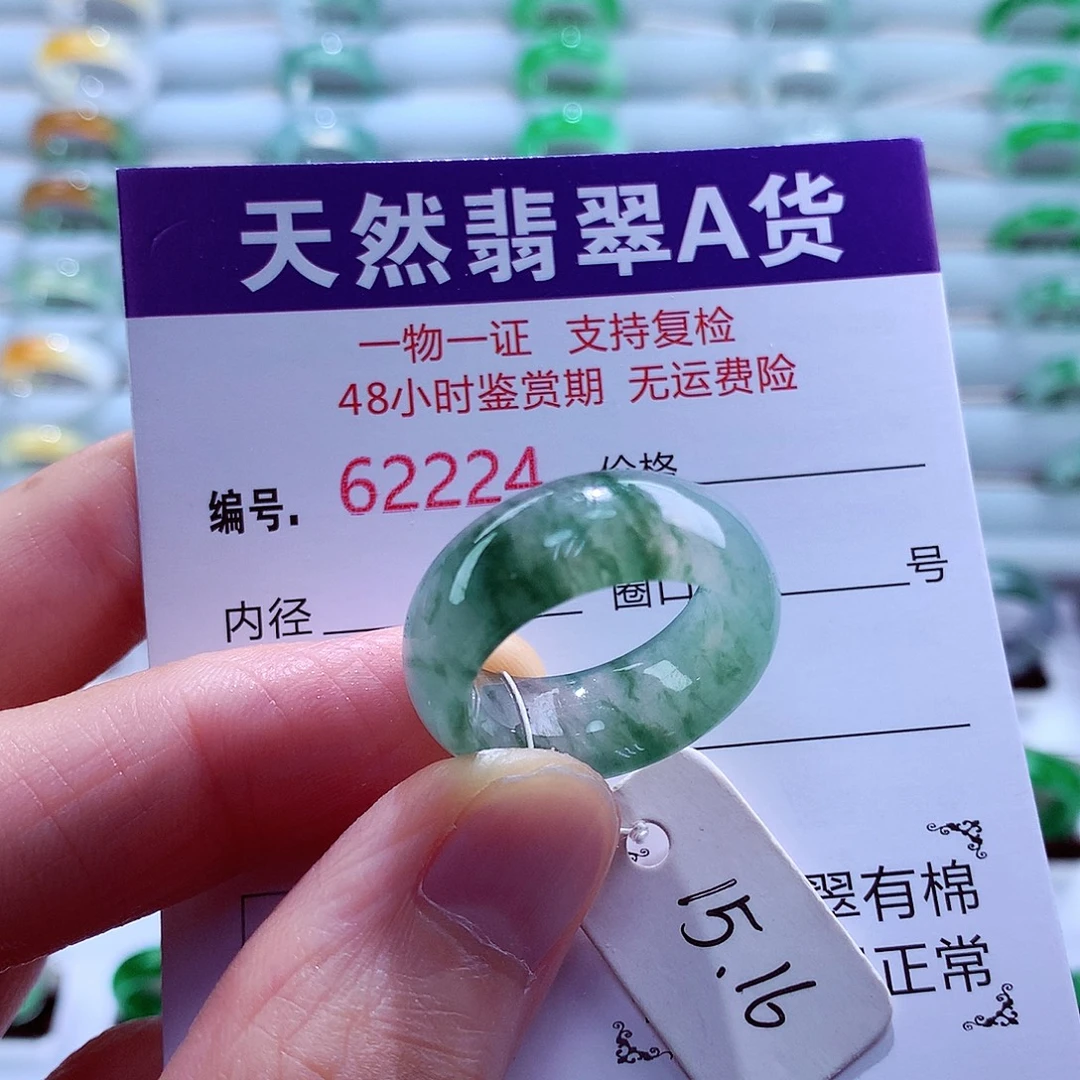 天然翡翠A货
一物一证 支持复检
48小时鉴赏期 无运费险
编号. 62224 价格
内径 圈口 号
翠有棉
正常
15.16